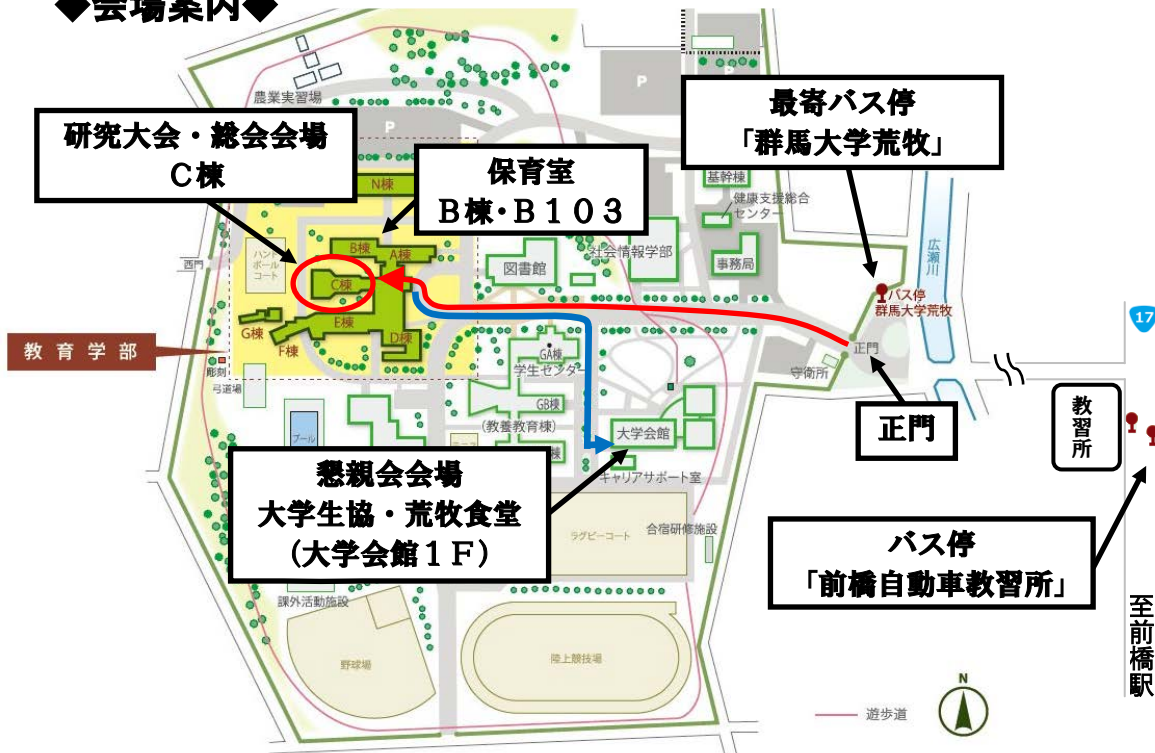 ◆会場案内◆
農業実習場
P
P
P
研究大会・総会会場
C棟
保育室
B棟・B103
最寄バス停
「群馬大学荒牧」
N棟
基幹棟
健康支援総合
センター
西門
ハンド
ボール
コート
B棟
A棟
図書館
社会情報学部
事務局
広瀬川
C棟
バス停
群馬大学荒牧
17
G棟
E棟
F棟
D棟
教育学部
彫刻
弓道場
GA棟
学生センター
正門
守衛所
GB棟
(教養教育棟)
大学会館
正門
教習所
プール
棟
キャリアサポート室
懇親会会場
大学生協・荒牧食堂
(大学会館1F)
ラグビーコート
合宿研修施設
バス停
「前橋自動車教習所」
課外活動施設
野球場
陸上競技場
至前橋駅
N
遊歩道